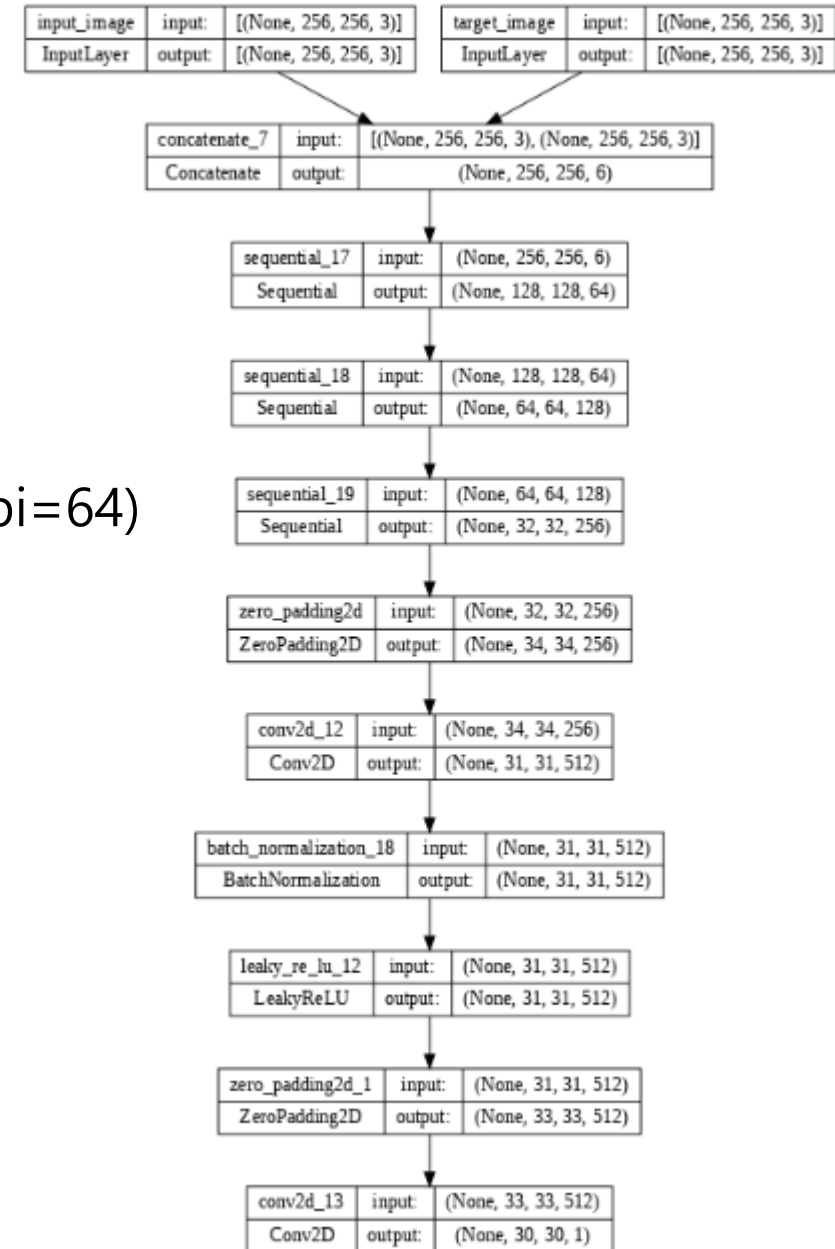 input_image input: [(None, 256, 256, 3)] target_image input: [(None, 256, 256, 3)]
InputLayer output: [(None, 256, 256, 3)] InputLayer output: [(None, 256, 256, 3)]
concatenate_7 input: [(None, 256, 256, 3), (None, 256, 256, 3)]
Concatenate output: (None, 256, 256, 6)
sequential_17 input: (None, 256, 256, 6)
Sequential output: (None, 128, 128, 64)
sequential_18 input: (None, 128, 128, 64)
Sequential output: (None, 64, 64, 128)
sequential_19 input: (None, 64, 64, 128)
pi=64)
Sequential output: (None, 32, 32, 256)
zero_padding2d input: (None, 32, 32, 256)
ZeroPadding2D output: (None, 34, 34, 256)
conv2d_12 input: (None, 34, 34, 256)
Conv2D output: (None, 31, 31, 512)
batch_normalization_18 input: (None, 31, 31, 512)
BatchNormalization output: (None, 31, 31, 512)
leaky_re_lu_12 input: (None, 31, 31, 512)
LeakyReLU output: (None, 31, 31, 512)
zero_padding2d_1 input: (None, 31, 31, 512)
ZeroPadding2D output: (None, 33, 33, 512)
conv2d_13 input: (None, 33, 33, 512)
Conv2D output: (None, 30, 30, 1)